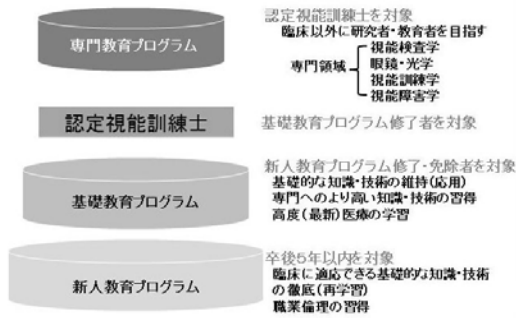 専門教育プログラム
認定視能訓練士を対象
臨床以外に研究者・教育者を目指す
専門領域
視能検査学
眼鏡・光学
視能訓練学
視能障害学
認定視能訓練士
基礎教育プログラム修了者を対象
基礎教育プログラム
新人教育プログラム修了・免除者を対象
基礎的な知識・技術の維持(応用)
専門へのより高い知識・技術の習得
高度(最新)医療の学習
新人教育プログラム
卒後5年以内を対象
臨床に適応できる基礎的な知識・技術
の徹底(再学習)
職業倫理の習得